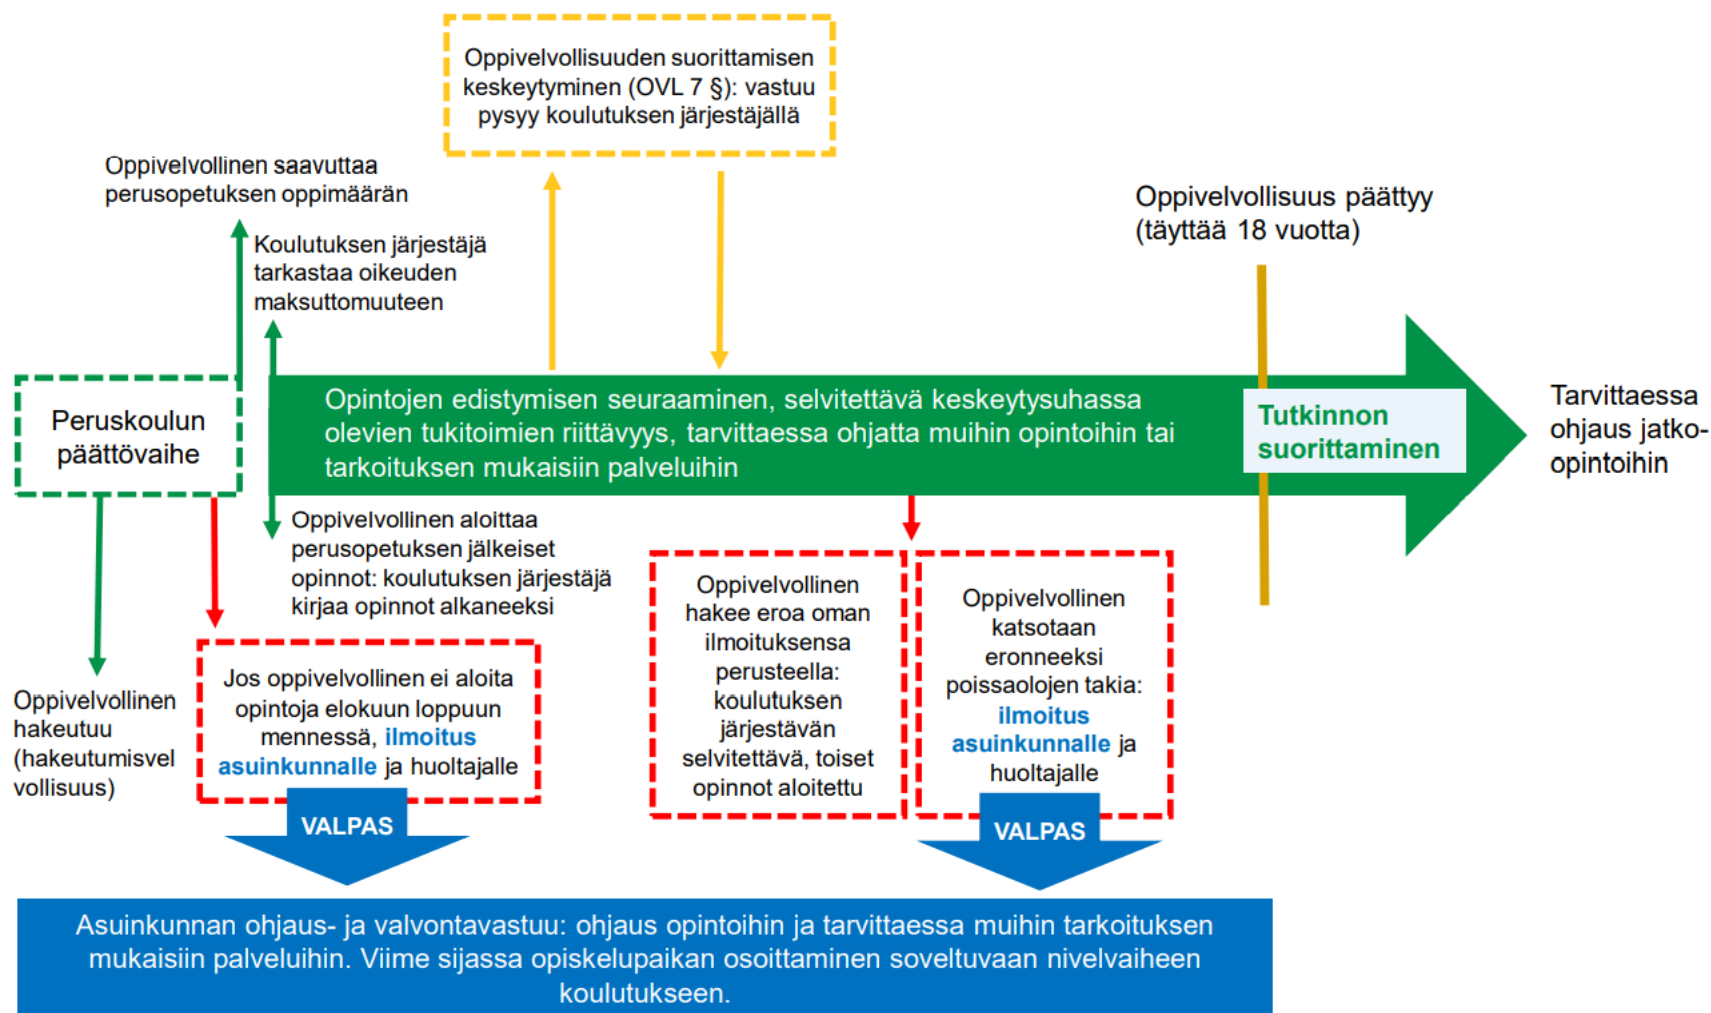 Oppivelvollisuuden suorittamisen
keskeytyminen (OVL 7 §): vastuu
pysyy koulutuksen järjestäjällä
Oppivelvollinen saavuttaa
perusopetuksen oppimäärän
Koulutuksen järjestäjä
tarkastaa oikeuden
maksuttomuuteen
Oppivelvollisuus päättyy
(täyttää 18 vuotta)
Peruskoulun
päättövaihe
Opintojen edistymisen seuraaminen, selvitettävä keskeytysuhassa
olevien tukitoimien riittävyys, tarvittaessa ohjatta muihin opintoihin tai
tarkoituksen mukaisiin palveluihin
Tutkinnon
suorittaminen
Tarvittaessa
ohjaus jatko-
opintoihin
Oppivelvollinen aloittaa
perusopetuksen jälkeiset
opinnot: koulutuksen järjestäjä
kirjaa opinnot alkaneeksi
Oppivelvollinen
hakeutuu
(hakeutumisvel
vollisuus)
Jos oppivelvollinen ei aloita
opintoja elokuun loppuun
mennessä, ilmoitus
asuinkunnalle ja huoltajalle
Oppivelvollinen
hakee eroa oman
ilmoituksensa
perusteella:
koulutuksen
järjestävän
selvitettävä, toiset
opinnot aloitettu
Oppivelvollinen
katsotaan
eronneeksi
poissaolojen takia:
ilmoitus
asuinkunnalle ja
huoltajalle
VALPAS
VALPAS
Asuinkunnan ohjaus- ja valvontavastuu: ohjaus opintoihin ja tarvittaessa muihin tarkoituksen
mukaisiin palveluihin. Viime sijassa opiskelupaikan osoittaminen soveltuvaan nivelvaiheen
koulutukseen.